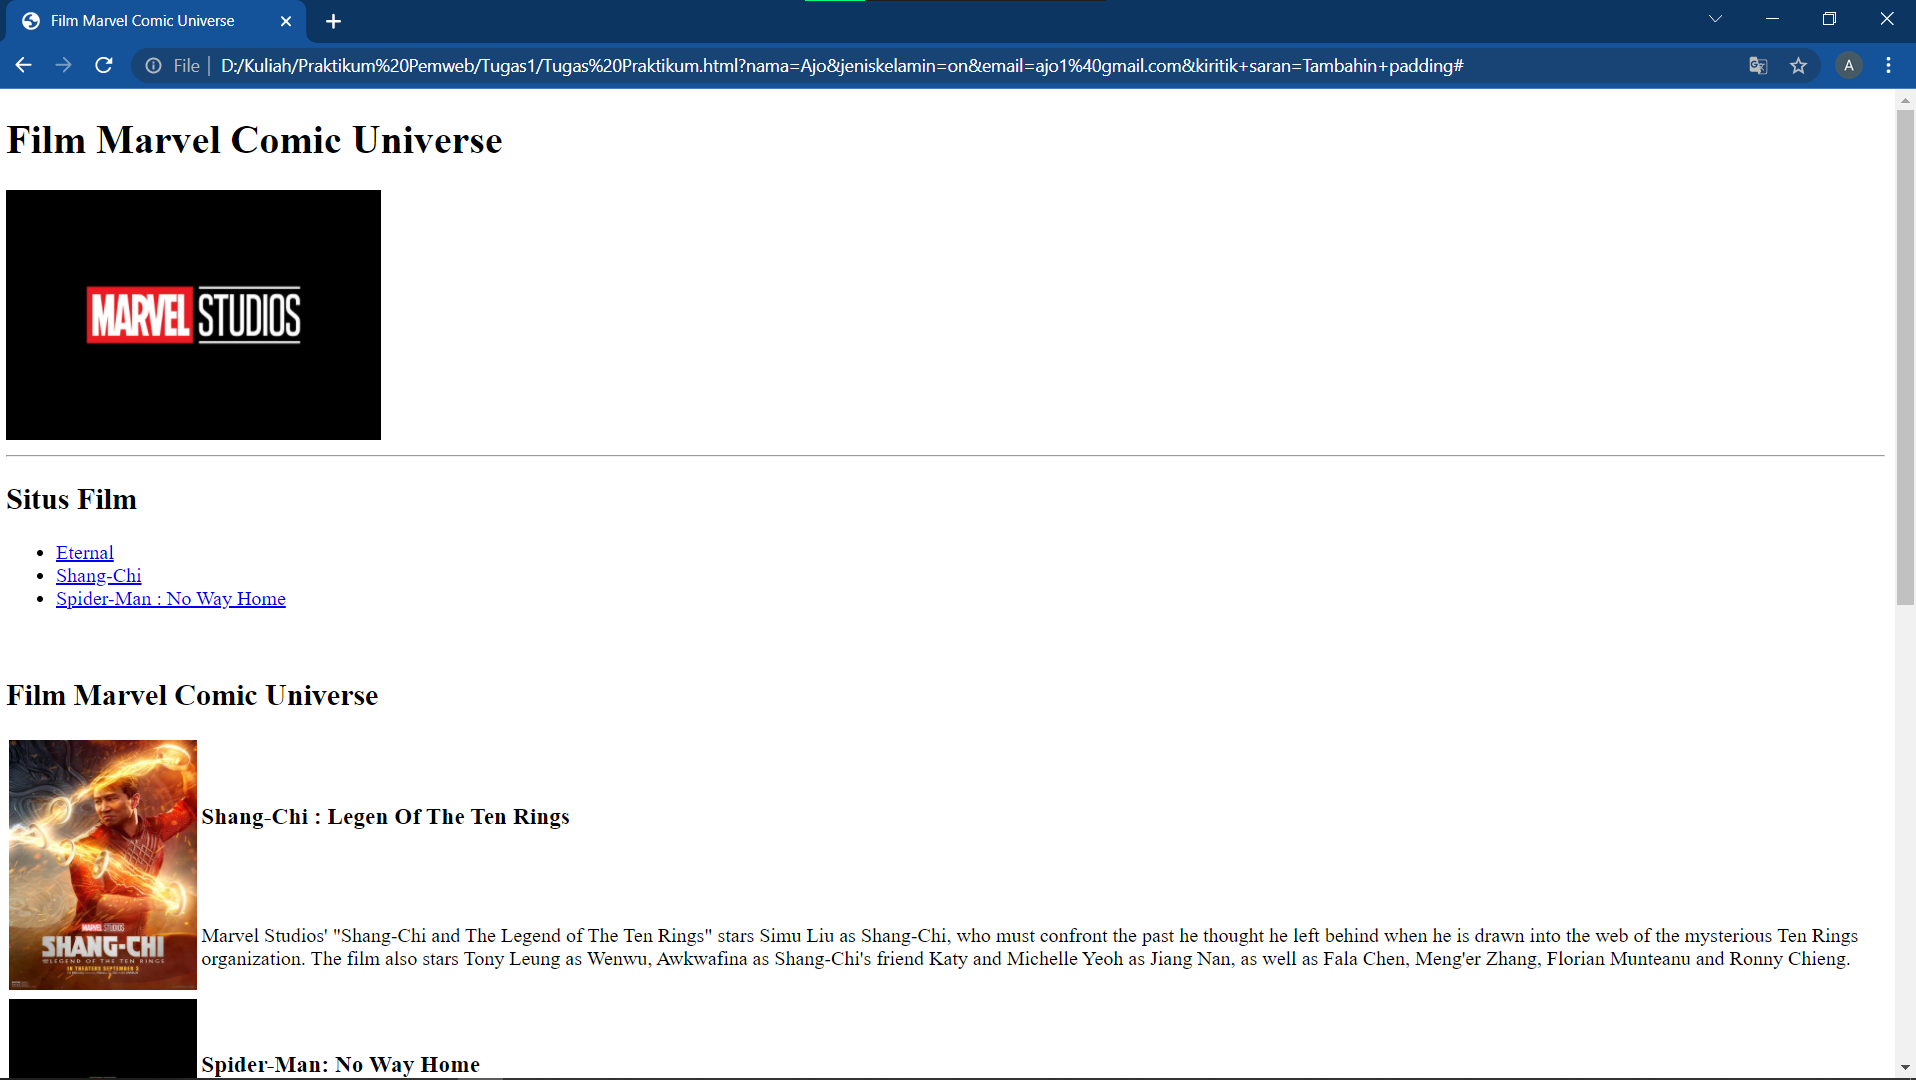 Film Marvel Comic Universe
File | D:/Kuliah/Praktikum%20Pemweb/Tugas1/Tugas%20Praktikum.html?nama=Ajo&jeniskelamin=on&email=ajo1%40gmail.com&kiritik+saran=Tambahin+padding#
A
Film Marvel Comic Universe
MARVEL STUDIOS
Situs Film
Eternal
Shang-Chi
Spider-Man : No Way Home
Film Marvel Comic Universe
Shang-Chi : Legen Of The Ten Rings
MARVEL STUDIOS
SHANG-CHI
AND THE LEGEND OF THE TEN RINGS
IN THEATERS SEPTEMBER 3
Marvel Studios' "Shang-Chi and The Legend of The Ten Rings" stars Simu Liu as Shang-Chi, who must confront the past he thought he left behind when he is drawn into the web of the mysterious Ten Rings
organization. The film also stars Tony Leung as Wenwu, Awkwafina as Shang-Chi's friend Katy and Michelle Yeoh as Jiang Nan, as well as Fala Chen, Meng'er Zhang, Florian Munteanu and Ronny Chieng.
Spider-Man: No Way Home